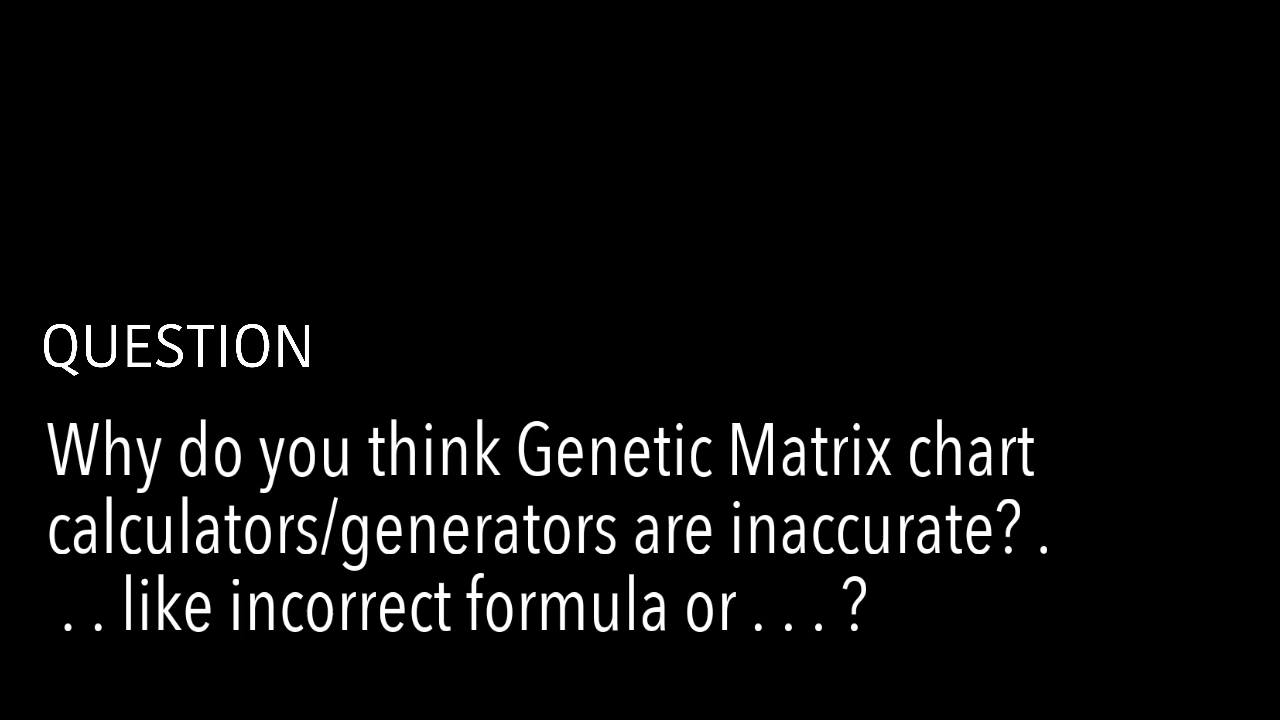 QUESTION
Why do you think Genetic Matrix chart
calculators/generators are inaccurate? .
. . like incorrect formula or . . . ?